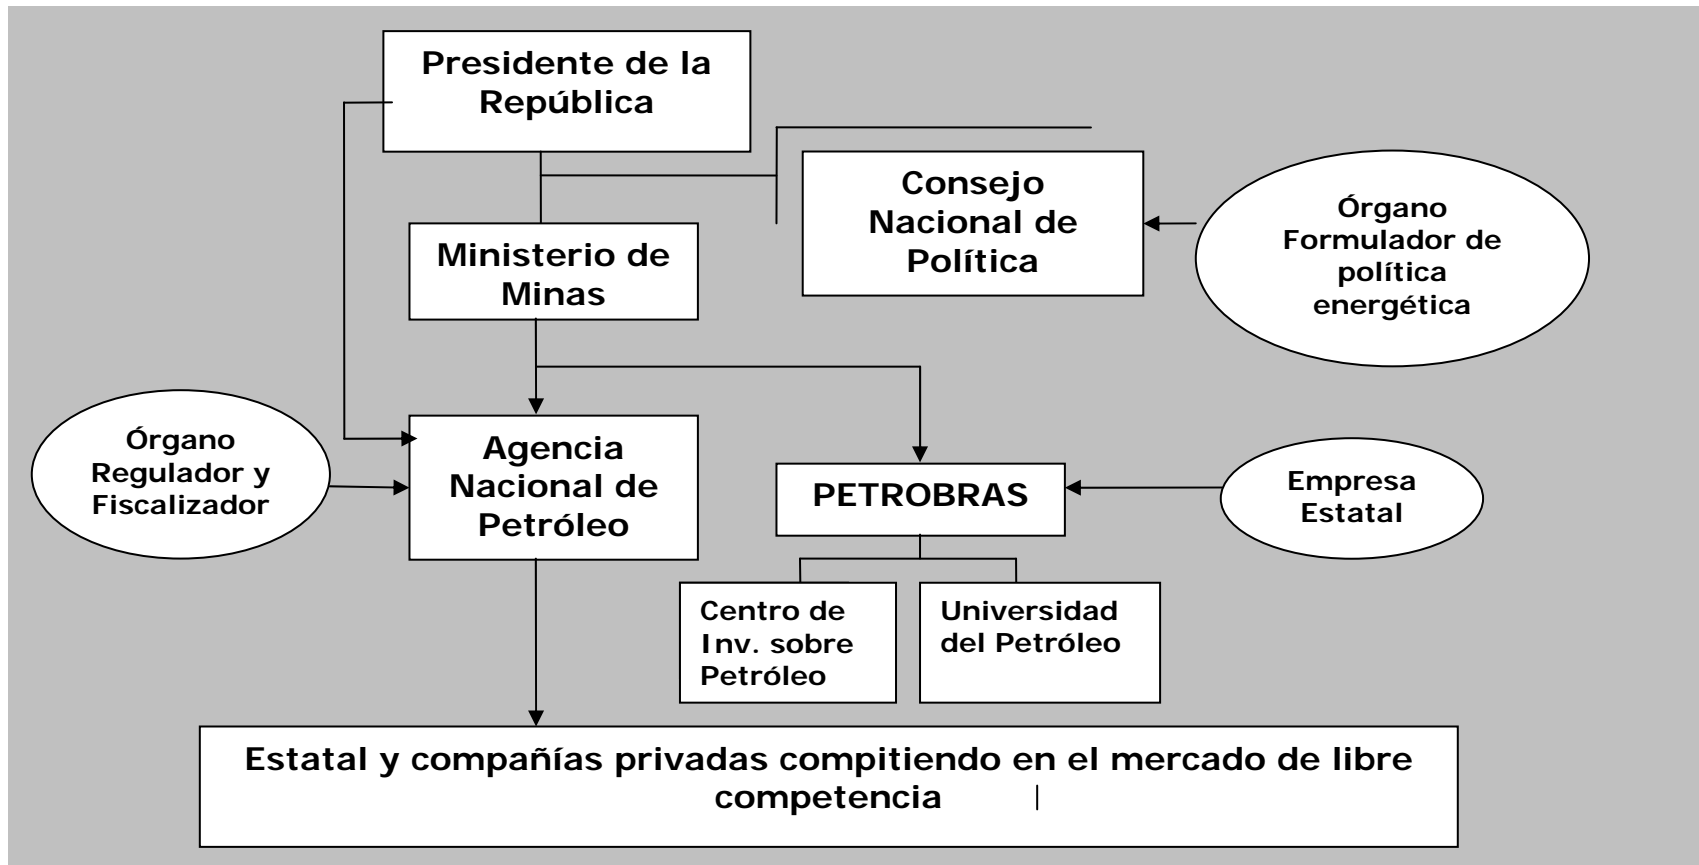 Presidente de la
República
Consejo
Nacional de
Política
Órgano
Formulador de
política
energética
Ministerio de
Minas
Órgano
Regulador y
Fiscalizador
Agencia
Nacional de
Petróleo
PETROBRAS
Empresa
Estatal
Centro de
Inv. sobre
Petróleo
Universidad
del Petróleo
Estatal y compañías privadas compitiendo en el mercado de libre
competencia